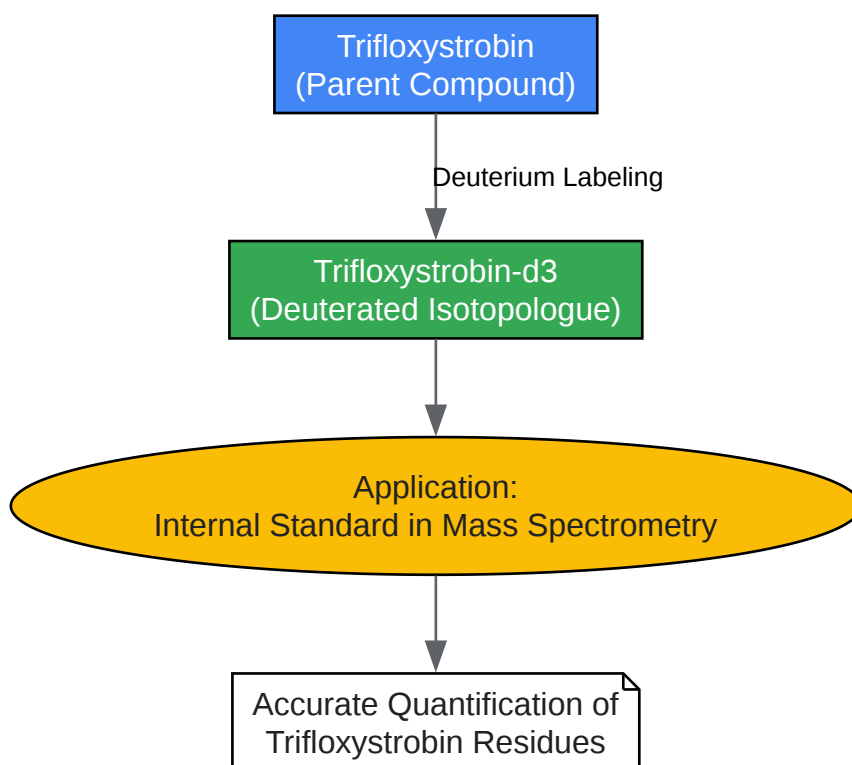 Trifloxystrobin
(Parent Compound)
Deuterium Labeling
Trifloxystrobin-d3
(Deuterated Isotopologue)
Application:
Internal Standard in Mass Spectrometry
Accurate Quantification of
Trifloxystrobin Residues